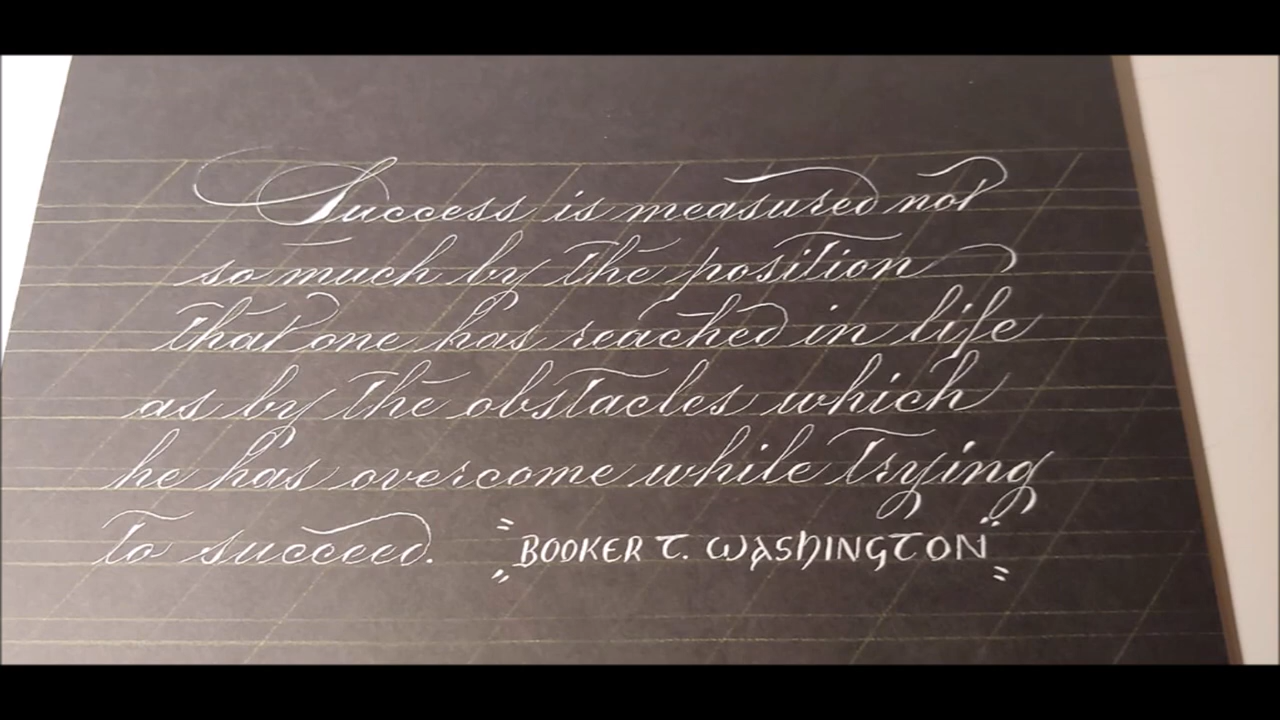 Success is measured not
so much by the position
that one has reached in life
as by the obstacles which
he has overcome while trying
to succeed. "BOOKER T. WASHINGTON"